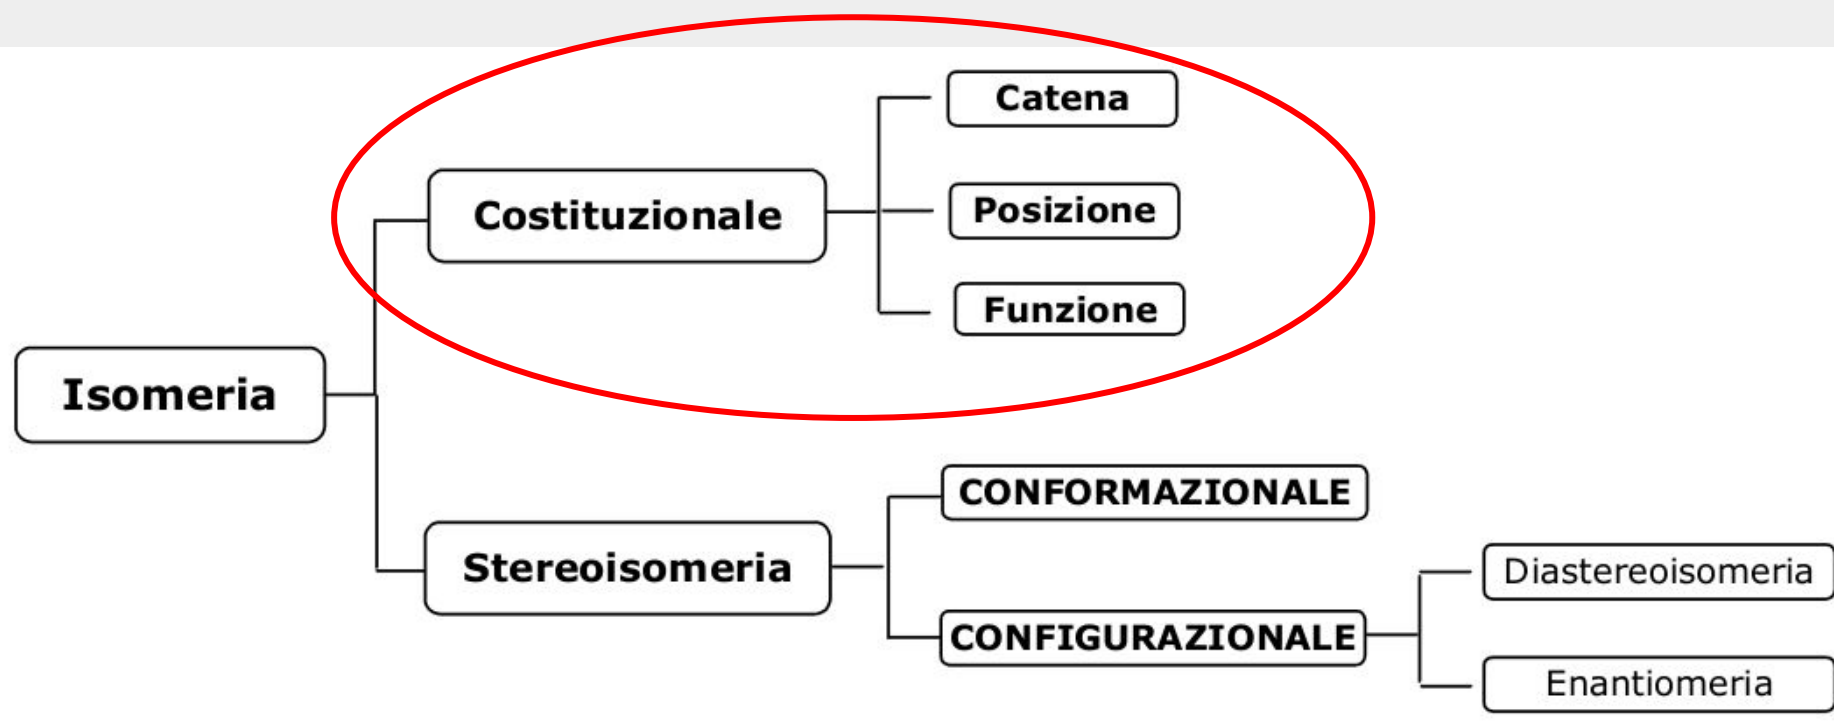 Catena
Costituzionale
Posizione
Funzione
Isomeria
CONFORMAZIONALE
Stereoisomeria
Diastereoisomeria
CONFIGURAZIONALE
Enantiomeria